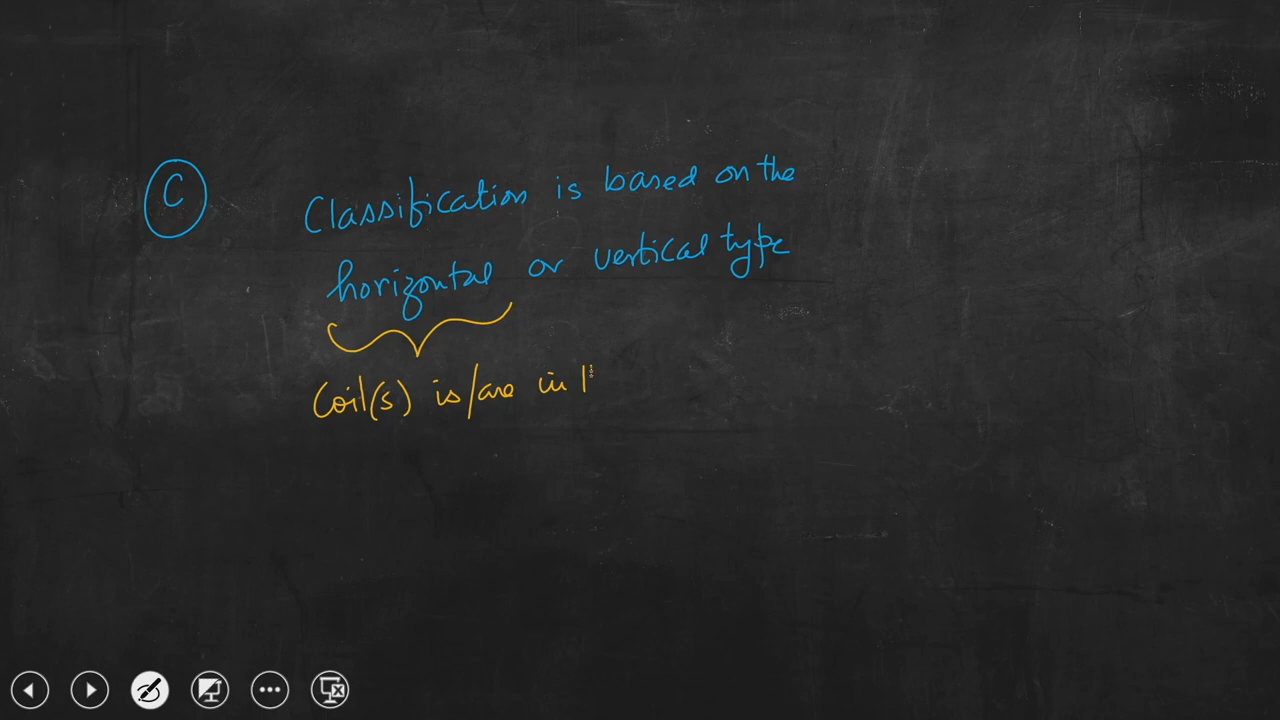 C
Classification is based on the
horizontal or vertical type
Coil(s) is/are in